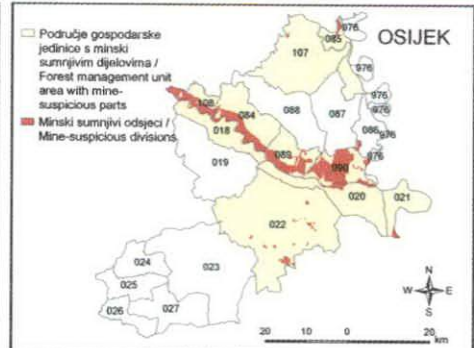 Područje gospodarske
jedinice s minski
sumnjivim dijelovima /
Forest management unit
area with mine-
suspicious parts
Minski sumnjivi odsjeci /
Mine-suspicious divisions
OSIJEK
976
085
107
976
976
088
087
976
108
084
086
976
018
089
976
090
019
020
021
022
024
023
025
026
027
N
W E
S
20 10 0 20
km